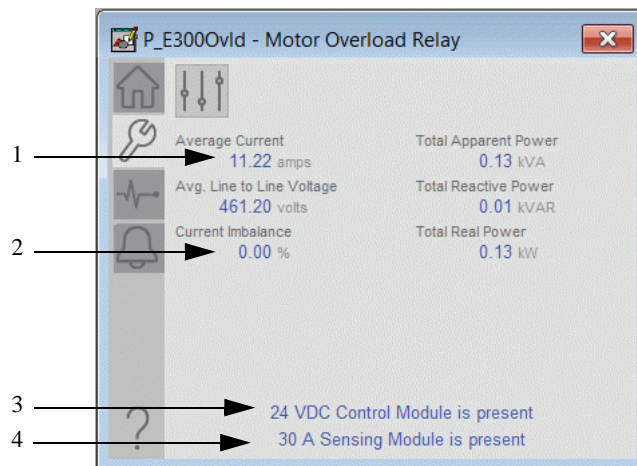 P_E300Ovld - Motor Overload Relay
Average Current Total Apparent Power
1 11.22 amps 0.13 kVA
Avg. Line to Line Voltage Total Reactive Power
461.20 volts 0.01 kVAR
Current Imbalance Total Real Power
2 0.00 % 0.13 kW
3 24 VDC Control Module is present
4 30 A Sensing Module is present
?